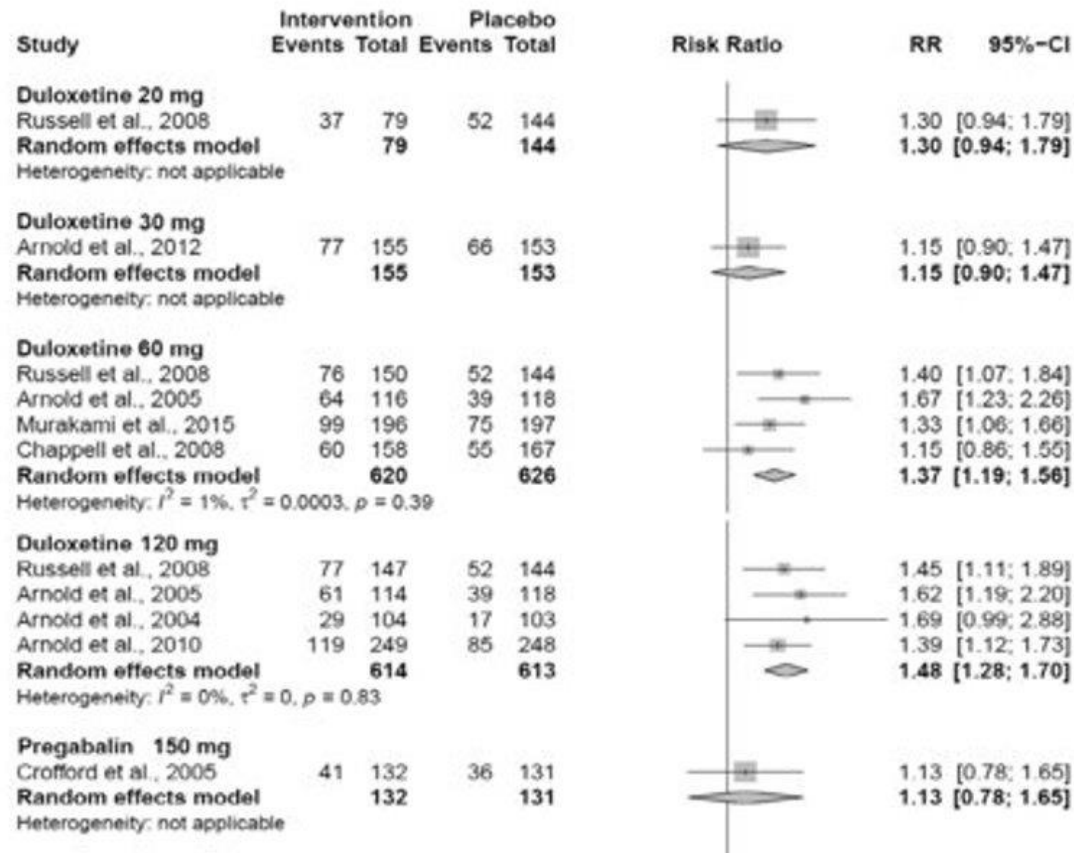 Intervention Placebo
Study Events Total Events Total Risk Ratio RR 95%-CI
Duloxetine 20 mg
Russell et al., 2008 37 79 52 144 1.30 [0.94; 1.79]
Random effects model 79 144 1.30 [0.94; 1.79]
Heterogeneity: not applicable
Duloxetine 30 mg
Arnold et al., 2012 77 155 66 153 1.15 [0.90; 1.47]
Random effects model 155 153 1.15 [0.90; 1.47]
Heterogeneity: not applicable
Duloxetine 60 mg
Russell et al., 2008 76 150 52 144 1.40 [1.07; 1.84]
Arnold et al., 2005 64 116 39 118 1.67 [1.23; 2.26]
Murakami et al., 2015 99 196 75 197 1.33 [1.06; 1.66]
Chappell et al., 2008 60 158 55 167 1.15 [0.86; 1.55]
Random effects model 620 626 1.37 [1.19; 1.56]
Heterogeneity: I² = 1%, τ² = 0.0003, p = 0.39
Duloxetine 120 mg
Russell et al., 2008 77 147 52 144 1.45 [1.11; 1.89]
Arnold et al., 2005 61 114 39 118 1.62 [1.19; 2.20]
Arnold et al., 2004 29 104 17 103 1.69 [0.99; 2.88]
Arnold et al., 2010 119 249 85 248 1.39 [1.12; 1.73]
Random effects model 614 613 1.48 [1.28; 1.70]
Heterogeneity: I² = 0%, τ² = 0, p = 0.83
Pregabalin 150 mg
Crofford et al., 2005 41 132 36 131 1.13 [0.78; 1.65]
Random effects model 132 131 1.13 [0.78; 1.65]
Heterogeneity: not applicable